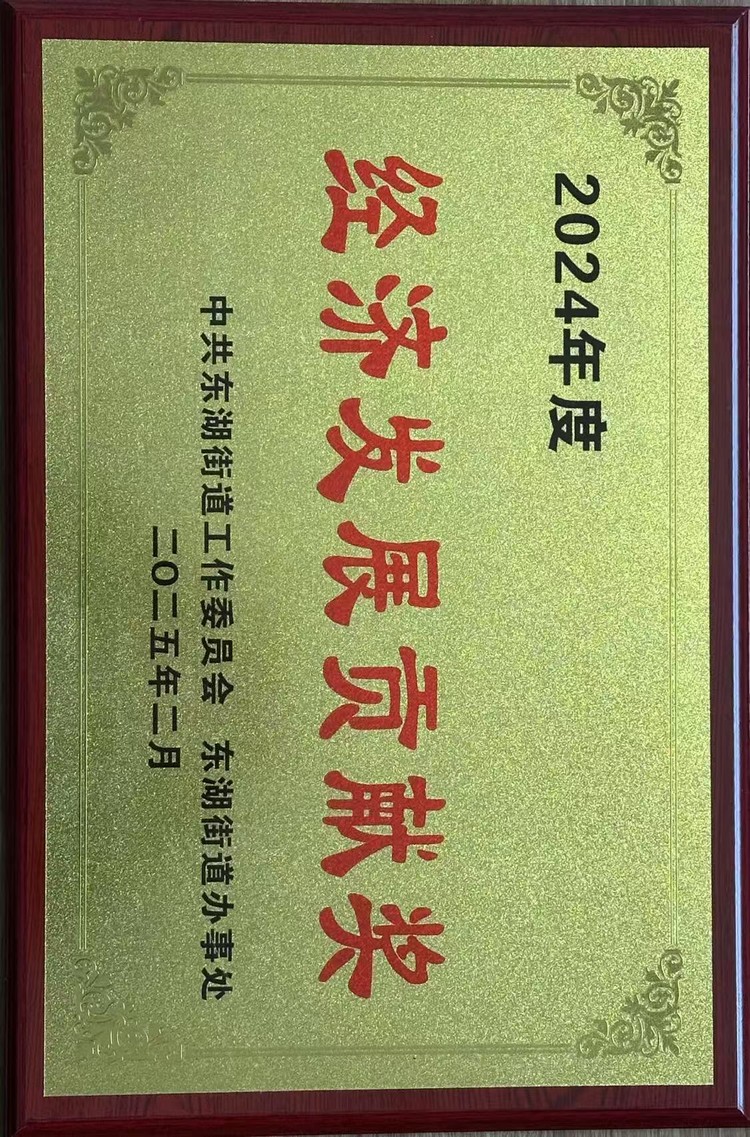 2024年度
经济发展贡献奖
中共东湖街道工作委员会 东湖街道办事处
二〇二五年二月